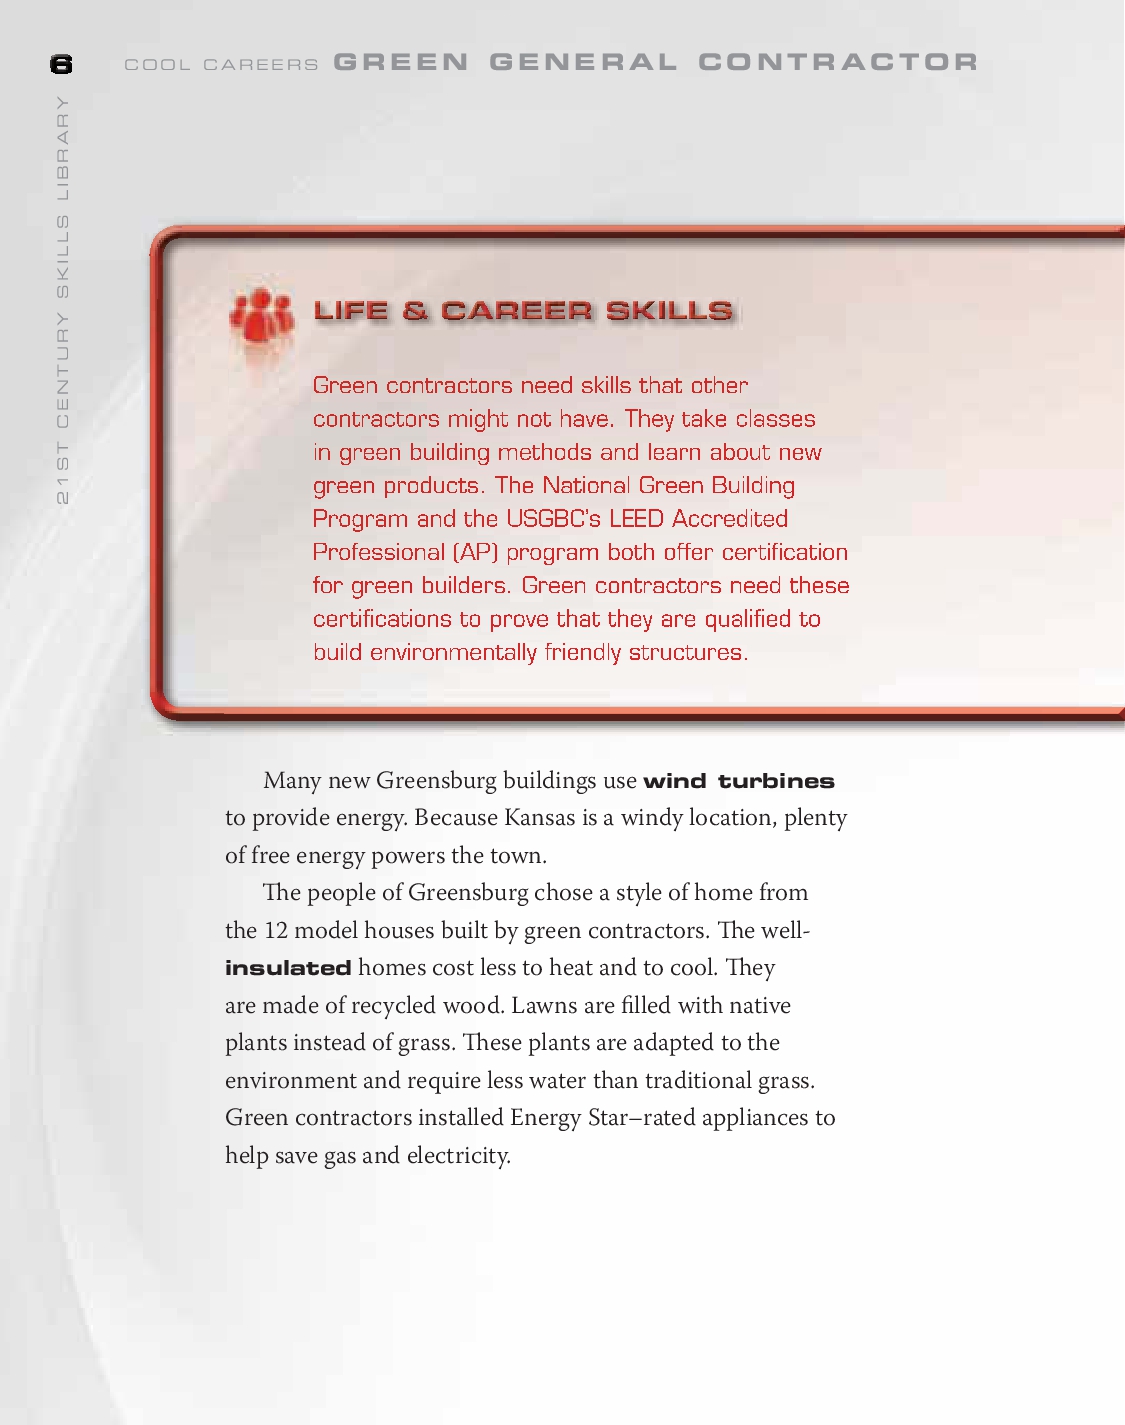 6
COOL CAREERS GREEN GENERAL CONTRACTOR
21ST CENTURY SKILLS LIBRARY
LIFE & CAREER SKILLS
Green contractors need skills that other
contractors might not have. They take classes
in green building methods and learn about new
green products. The National Green Building
Program and the USGBC's LEED Accredited
Professional (AP) program both offer certification
for green builders. Green contractors need these
certifications to prove that they are qualified to
build environmentally friendly structures.
Many new Greensburg buildings use wind turbines
to provide energy. Because Kansas is a windy location, plenty
of free energy powers the town.
The people of Greensburg chose a style of home from
the 12 model houses built by green contractors. The well-
insulated homes cost less to heat and to cool. They
are made of recycled wood. Lawns are filled with native
plants instead of grass. These plants are adapted to the
environment and require less water than traditional grass.
Green contractors installed Energy Star–rated appliances to
help save gas and electricity.